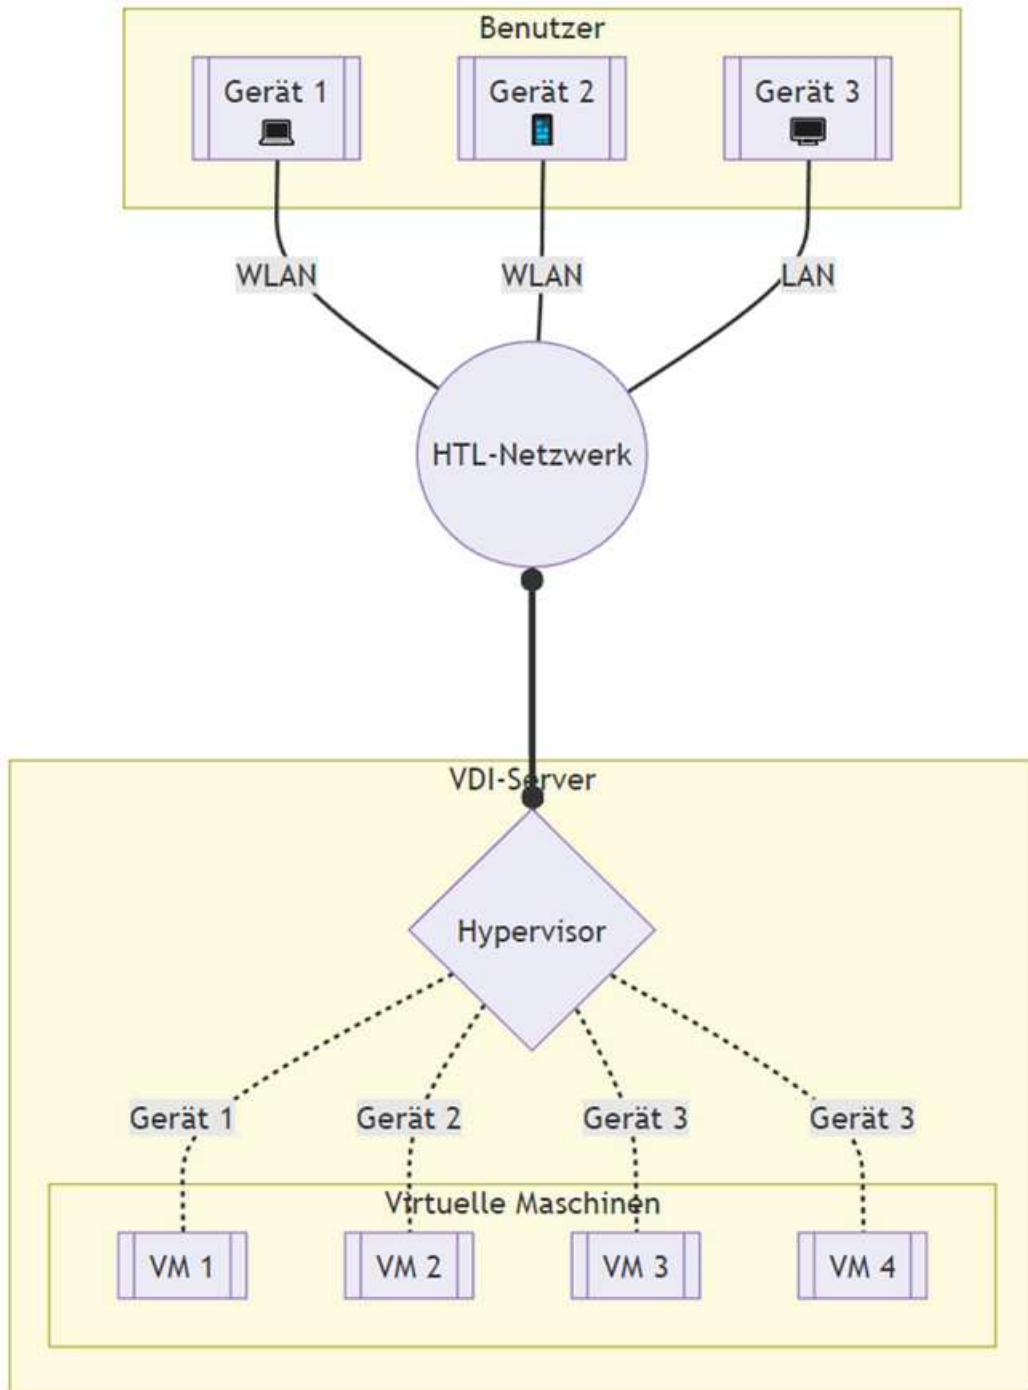 Benutzer
Gerät 1
Gerät 2
Gerät 3
WLAN
WLAN
LAN
HTL-Netzwerk
VDI-Server
Hypervisor
Gerät 1
Gerät 2
Gerät 3
Gerät 3
Virtuelle Maschinen
VM 1
VM 2
VM 3
VM 4